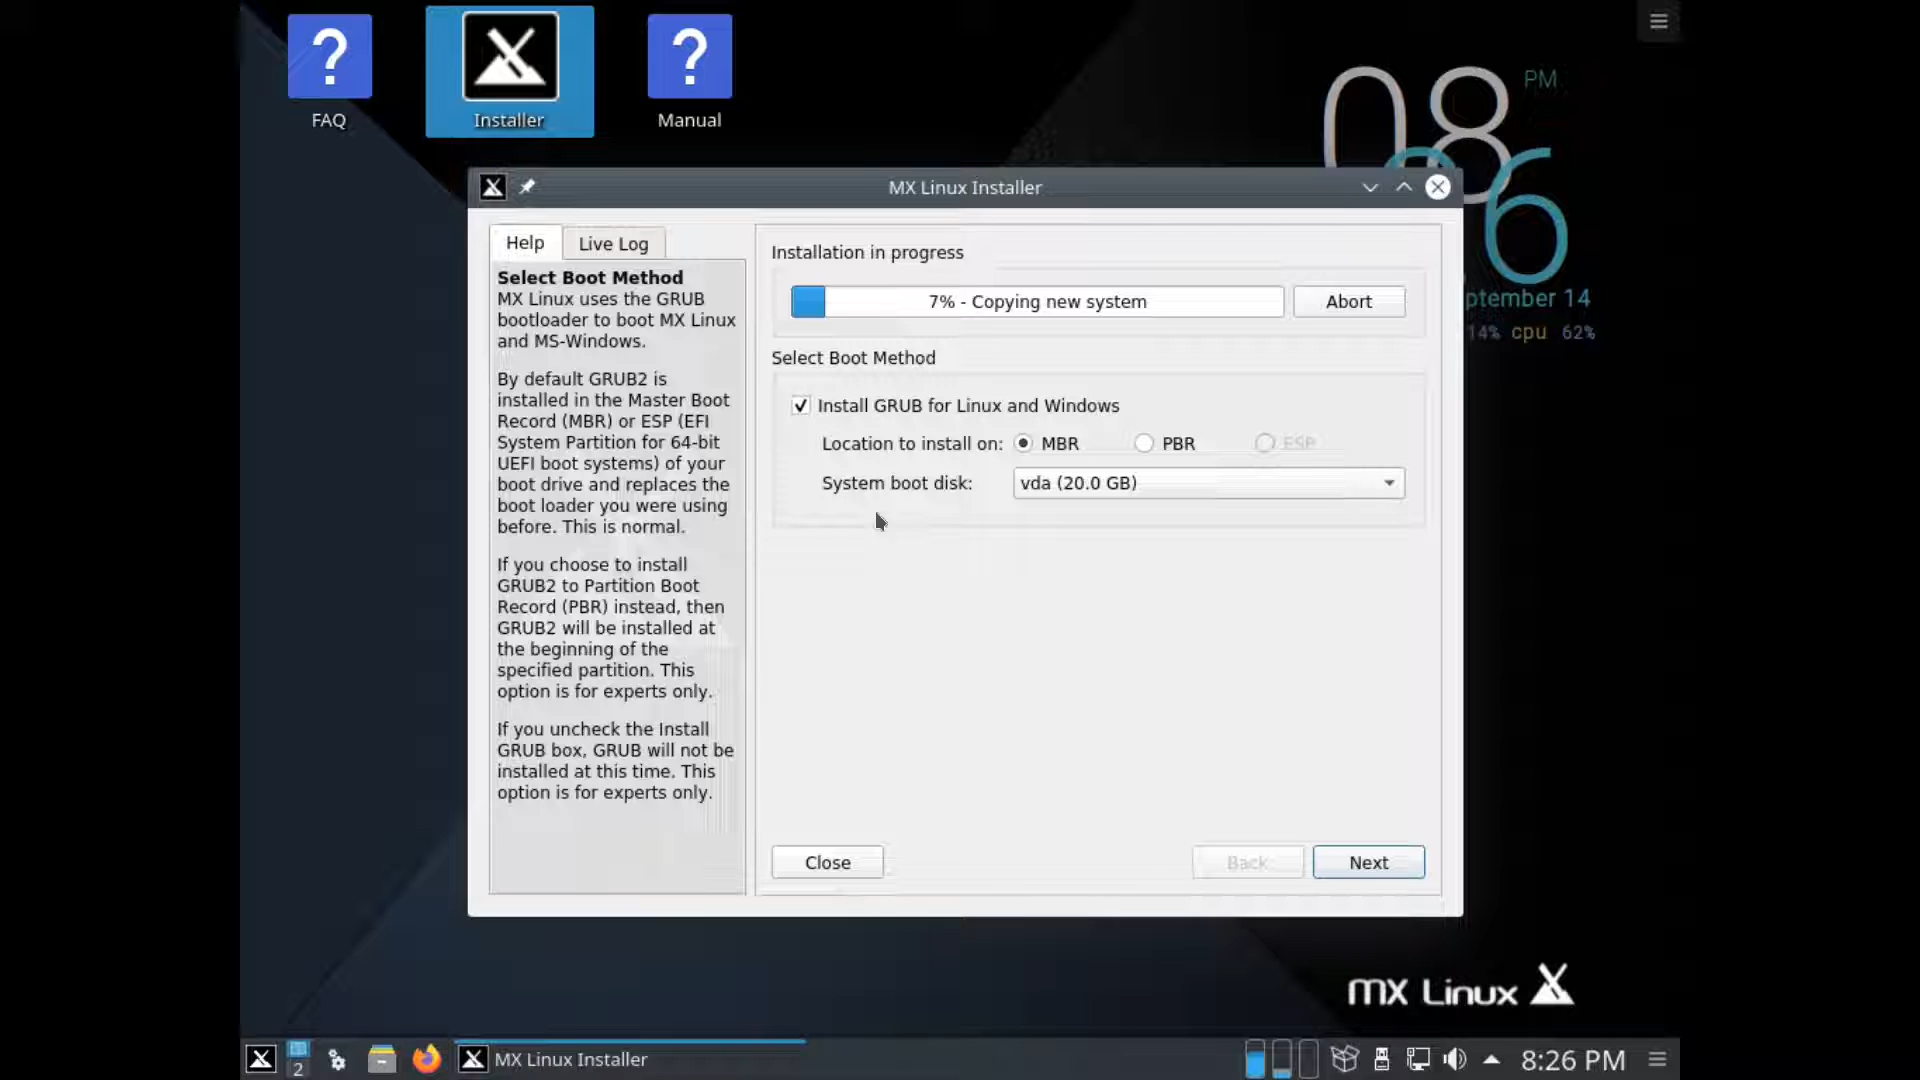 FAQ
Installer
Manual
08
PM
MX Linux Installer
Help
Live Log
Select Boot Method
MX Linux uses the GRUB
bootloader to boot MX Linux
and MS-Windows.
By default GRUB2 is
installed in the Master Boot
Record (MBR) or ESP (EFI
System Partition for 64-bit
UEFI boot systems) of your
boot drive and replaces the
boot loader you were using
before. This is normal.
If you choose to install
GRUB2 to Partition Boot
Record (PBR) instead, then
GRUB2 will be installed at
the beginning of the
specified partition. This
option is for experts only.
If you uncheck the Install
GRUB box, GRUB will not be
installed at this time. This
option is for experts only.
Installation in progress
7% - Copying new system
Abort
Select Boot Method
Install GRUB for Linux and Windows
Location to install on:
MBR
PBR
ESP
System boot disk:
vda (20.0 GB)
Close
Back
Next
6
ptember 14
14% cpu 62%
MX Linux
2
MX Linux Installer
8:26 PM